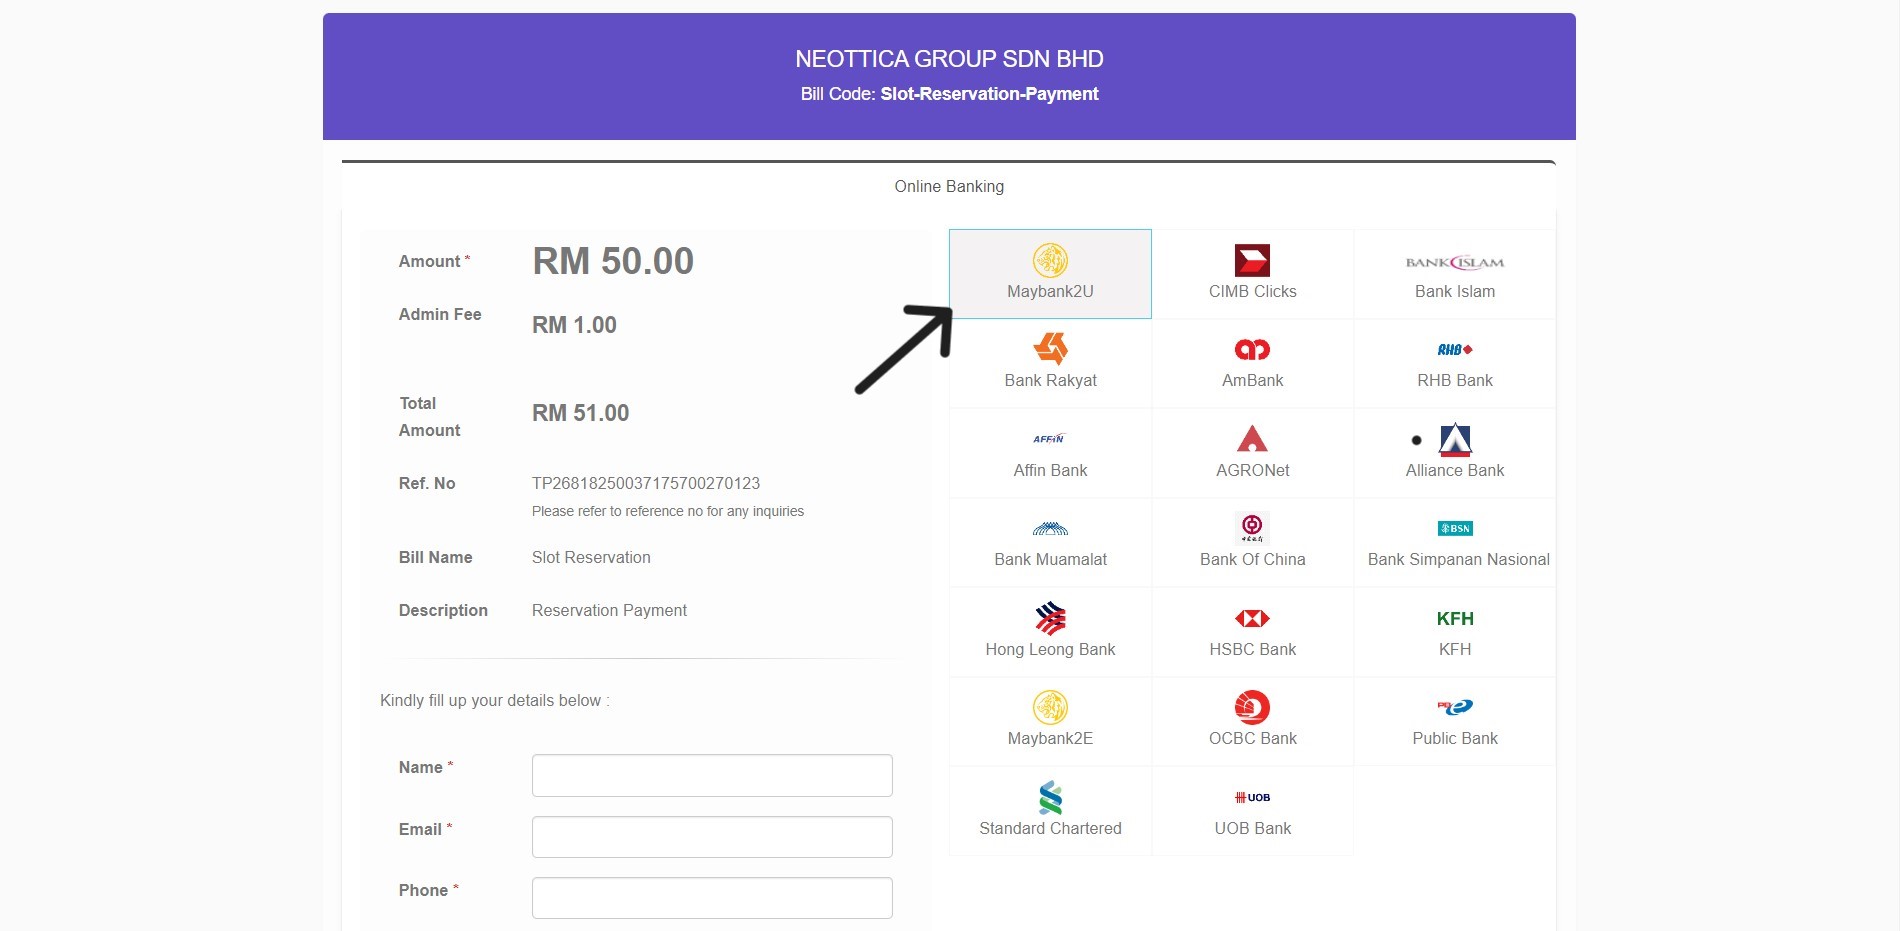 NEOTTICA GROUP SDN BHD
Bill Code: Slot-Reservation-Payment
Online Banking
Amount *
RM 50.00
Admin Fee
RM 1.00
Total
Amount
RM 51.00
Ref. No
TP26818250037175700270123
Please refer to reference no for any inquiries
Bill Name
Slot Reservation
Description
Reservation Payment
Kindly fill up your details below :
Name *
Email *
Phone *
Maybank2U
CIMB Clicks
BANK ISLAM
Bank Islam
Bank Rakyat
AmBank
RHB
RHB Bank
AFFIN
Affin Bank
AGRONet
Alliance Bank
Bank Muamalat
Bank Of China
BSN
Bank Simpanan Nasional
Hong Leong Bank
HSBC Bank
KFH
KFH
Maybank2E
OCBC Bank
Public Bank
Standard Chartered
UOB
UOB Bank